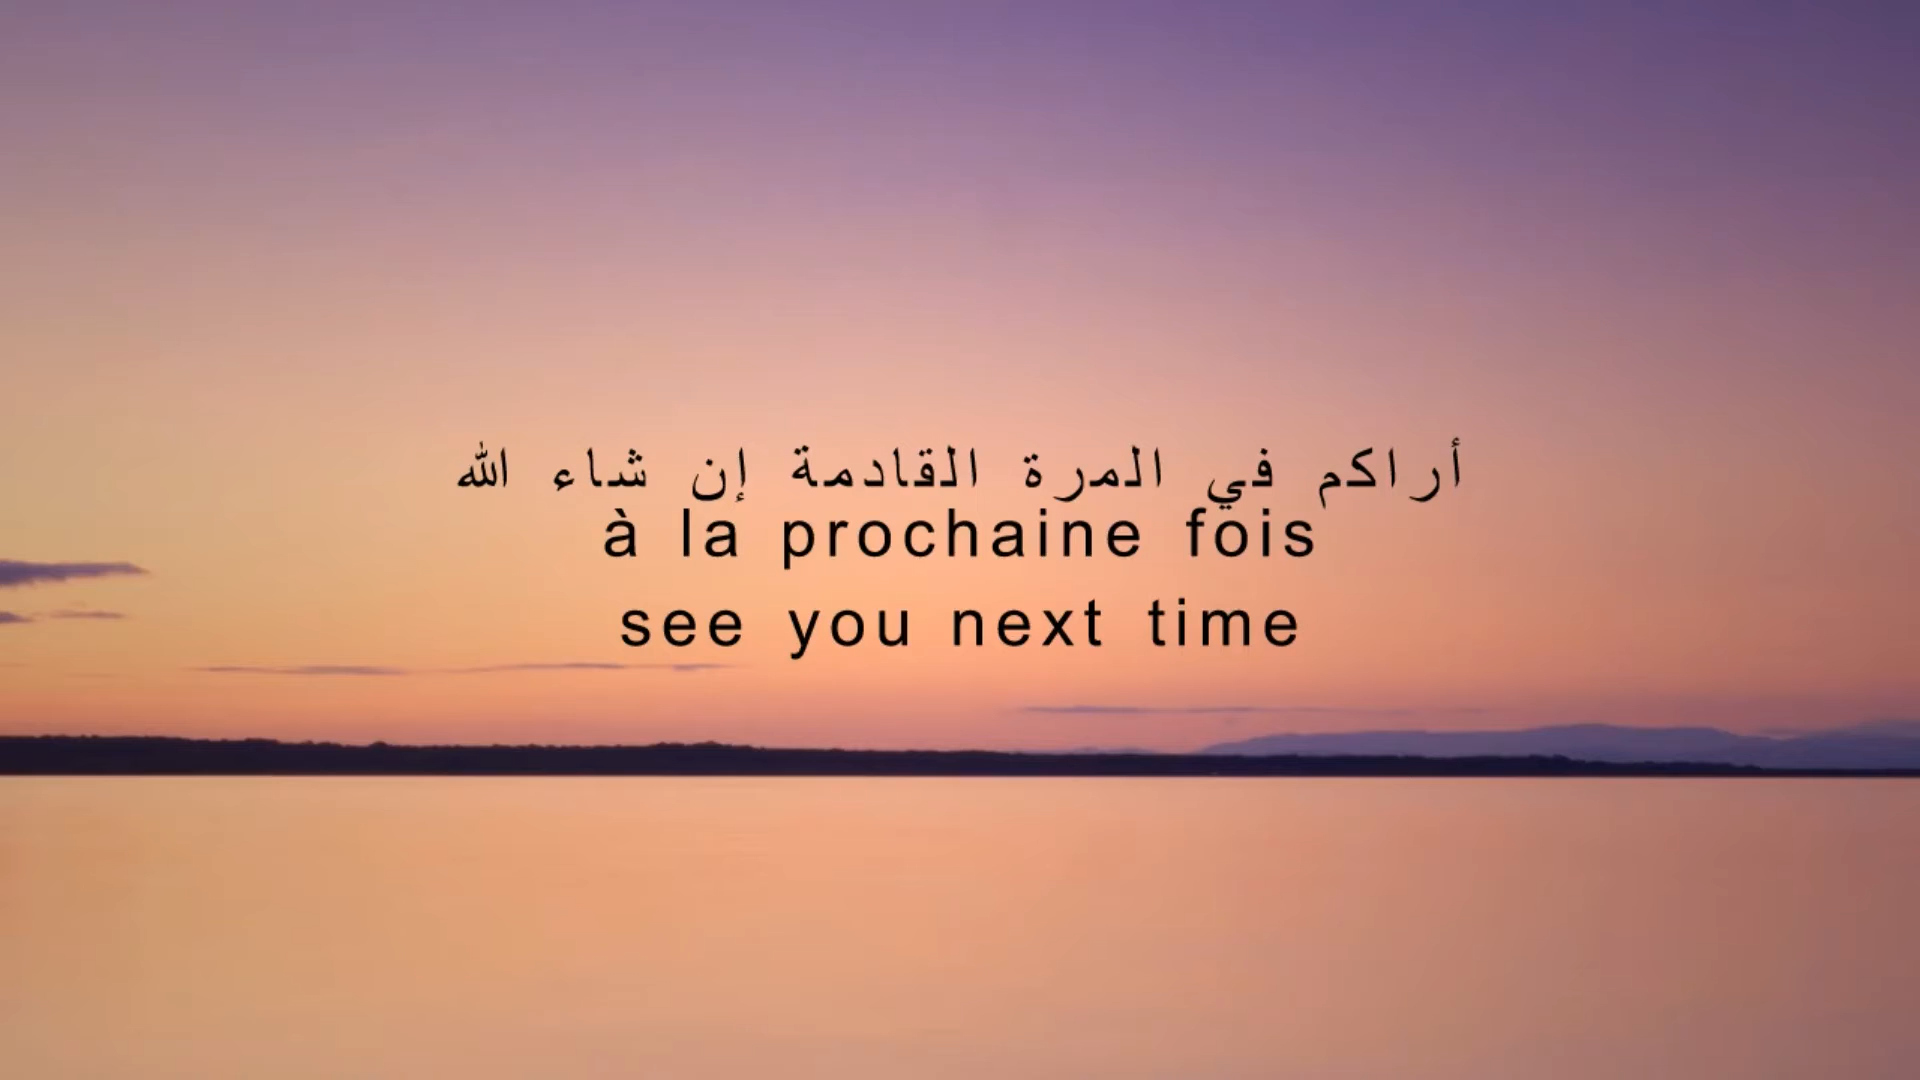 أراكم في المرة القادمة إن شاء الله
à la prochaine fois
see you next time